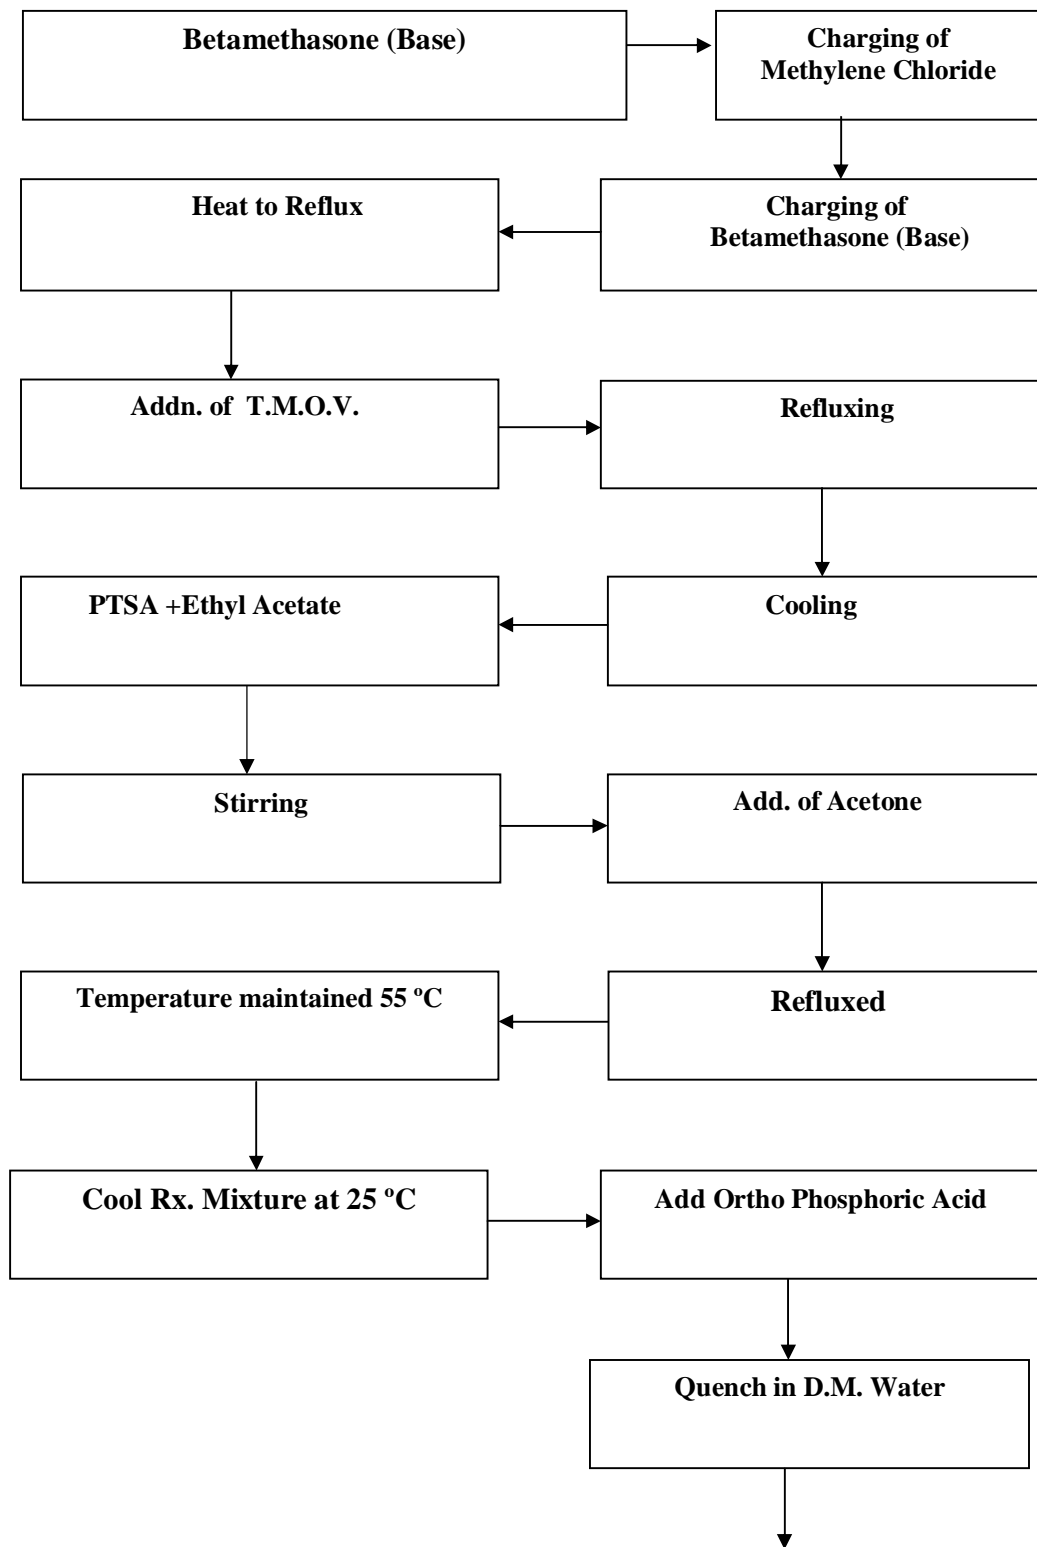 Betamethasone (Base)
Charging of
Methylene Chloride
Charging of
Betamethasone (Base)
Heat to Reflux
Addn. of  T.M.O.V.
Refluxing
Cooling
PTSA +Ethyl Acetate
Stirring
Add. of Acetone
Refluxed
Temperature maintained 55 ºC
Cool Rx. Mixture at 25 ºC
Add Ortho Phosphoric Acid
Quench in D.M. Water